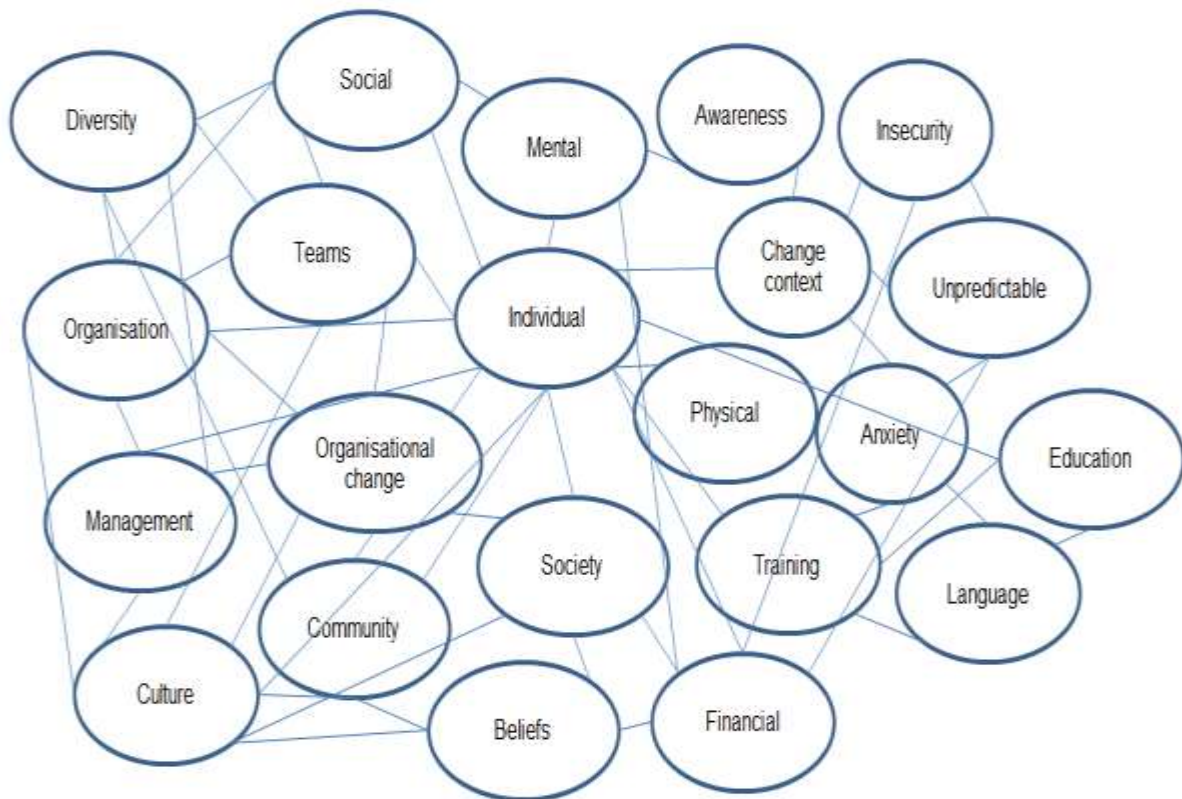 Social
Diversity
Awareness
Insecurity
Mental
Teams
Change
context
Unpredictable
Organisation
Individual
Physical
Anxiety
Education
Organisational
change
Management
Society
Training
Language
Community
Culture
Beliefs
Financial